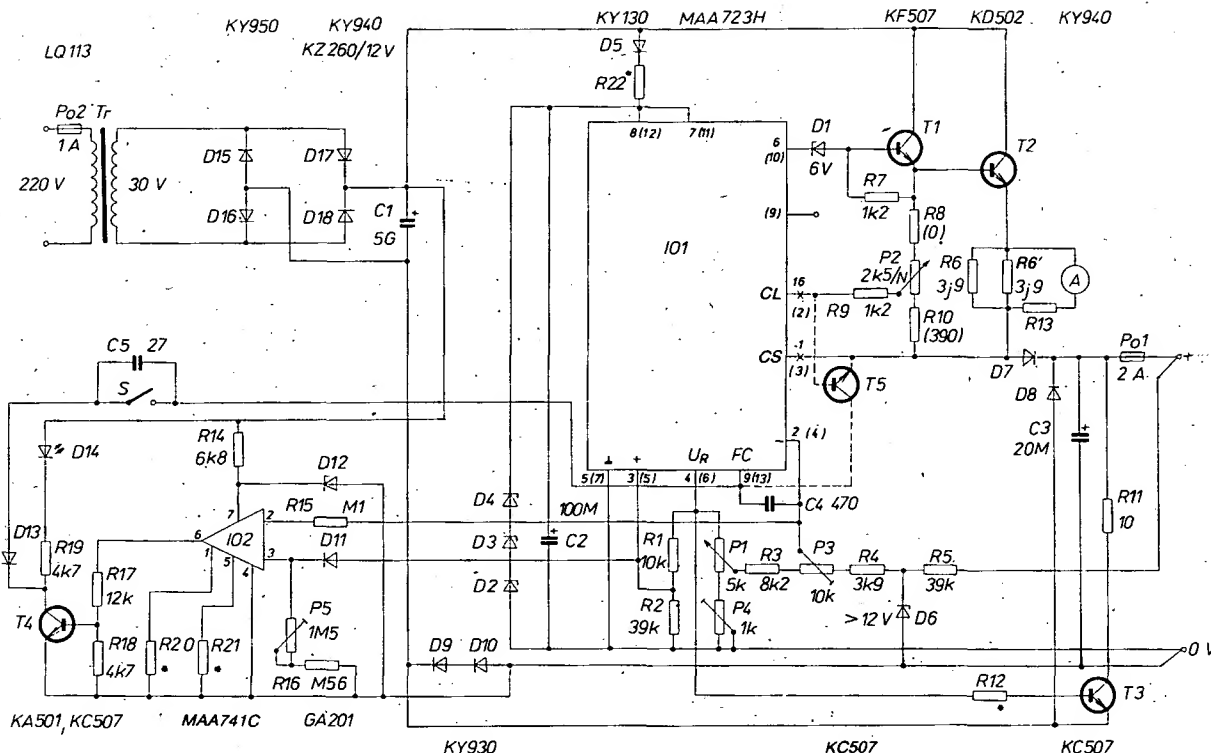 KY950 KY940 KY130 MAA723H KF507 KD502 KY940
LQ113 KZ260/12V D5
R22*
Po2 Tr 1A
220 V 30 V
D15 D17
D16 D18
C1 + 5G
8(12) 7(11)
6 (10) D1 6V T1 T2
R7 1k2
(9) R8 (0)
IO1
P2 2k5/N
CL 16 (2) R9 1k2
R6 3j9 R6' 3j9 A
R10 (390) R13
CS 1 (3) T5
D7 Po1 2 A +
D8
C5 27
S
D14 R14 6k8
D12
2 (4)
C3 20M +
⊥ + UR FC
5(7) 3(5) 4(6) 9(13)
D4 100M C4 470
R15 M1
7 2 6 IO2 3 1 5 4
D11
D13 R19 4k7
D3 + C2
R1 10k P1 5k R3 8k2 P3 10k R4 3k9 R5 39k
R11 10
R17 12k
D2
T4
P5 1M5
R2 39k P4 1k
>12 V D6
R18 4k7 R20 * R21 *
D9 D10
0 V
R16 M56
R12 * T3
KA501, KC507 MAA741C GA201
KY930 KC507 KC507